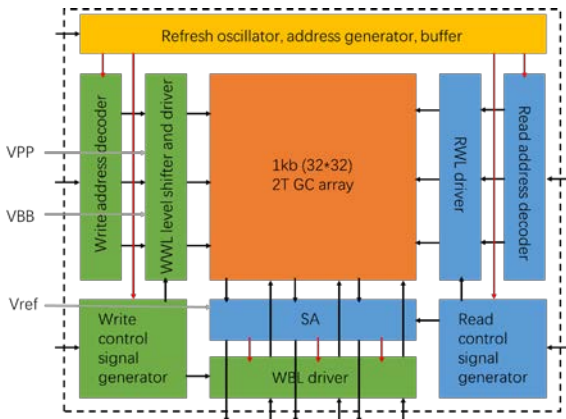 Refresh oscillator, address generator, buffer
VPP
VBB
Vref
Write address decoder
WWL level shifter and driver
1kb (32*32)
2T GC array
RWL driver
Read address decoder
Write
control
signal
generator
SA
WBL driver
Read
control
signal
generator